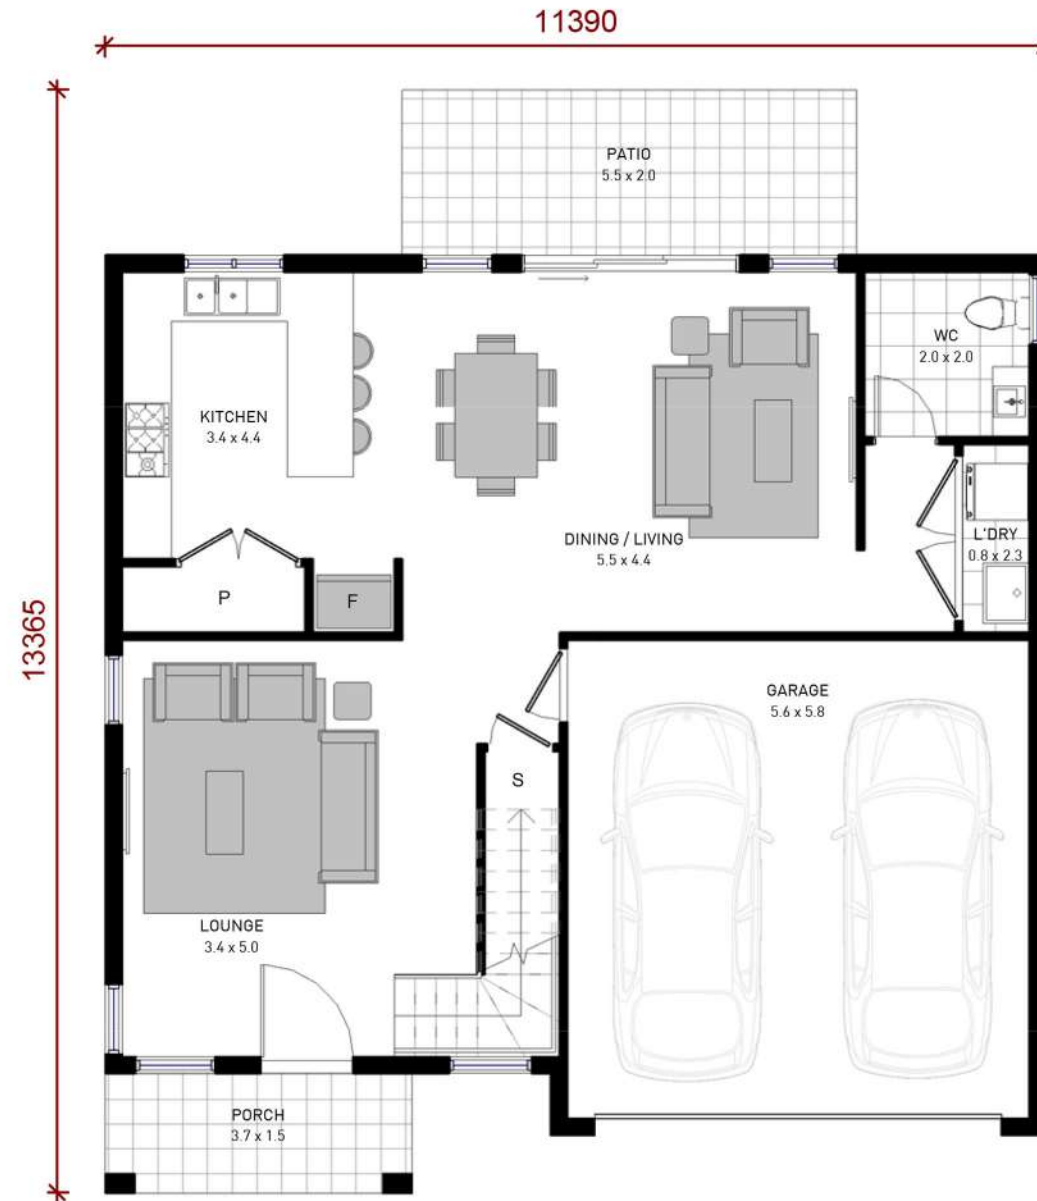 11390
PATIO
5.5 x 2.0
WC
2.0 x 2.0
KITCHEN
3.4 x 4.4
DINING / LIVING
5.5 x 4.4
L'DRY
0.8 x 2.3
P
F
13365
GARAGE
5.6 x 5.8
S
LOUNGE
3.4 x 5.0
PORCH
3.7 x 1.5